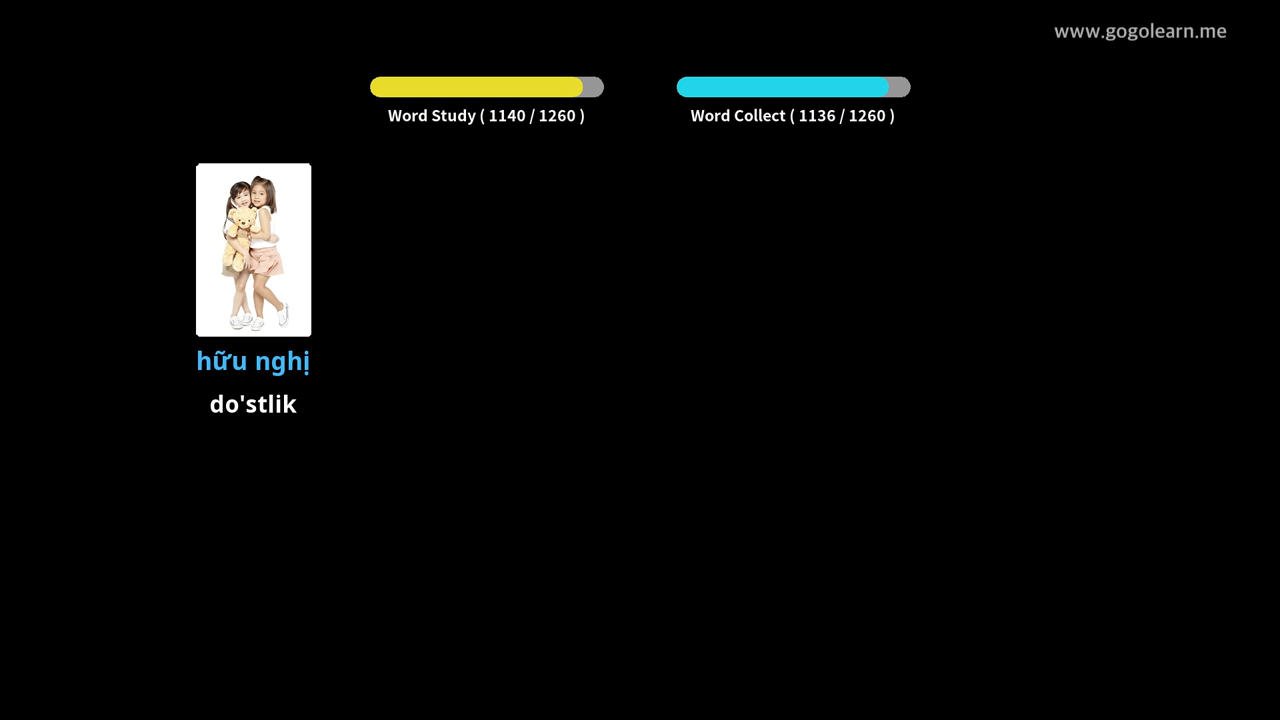 www.gogolearn.me
Word Study ( 1140 / 1260 )
Word Collect ( 1136 / 1260 )
hữu nghị
do'stlik